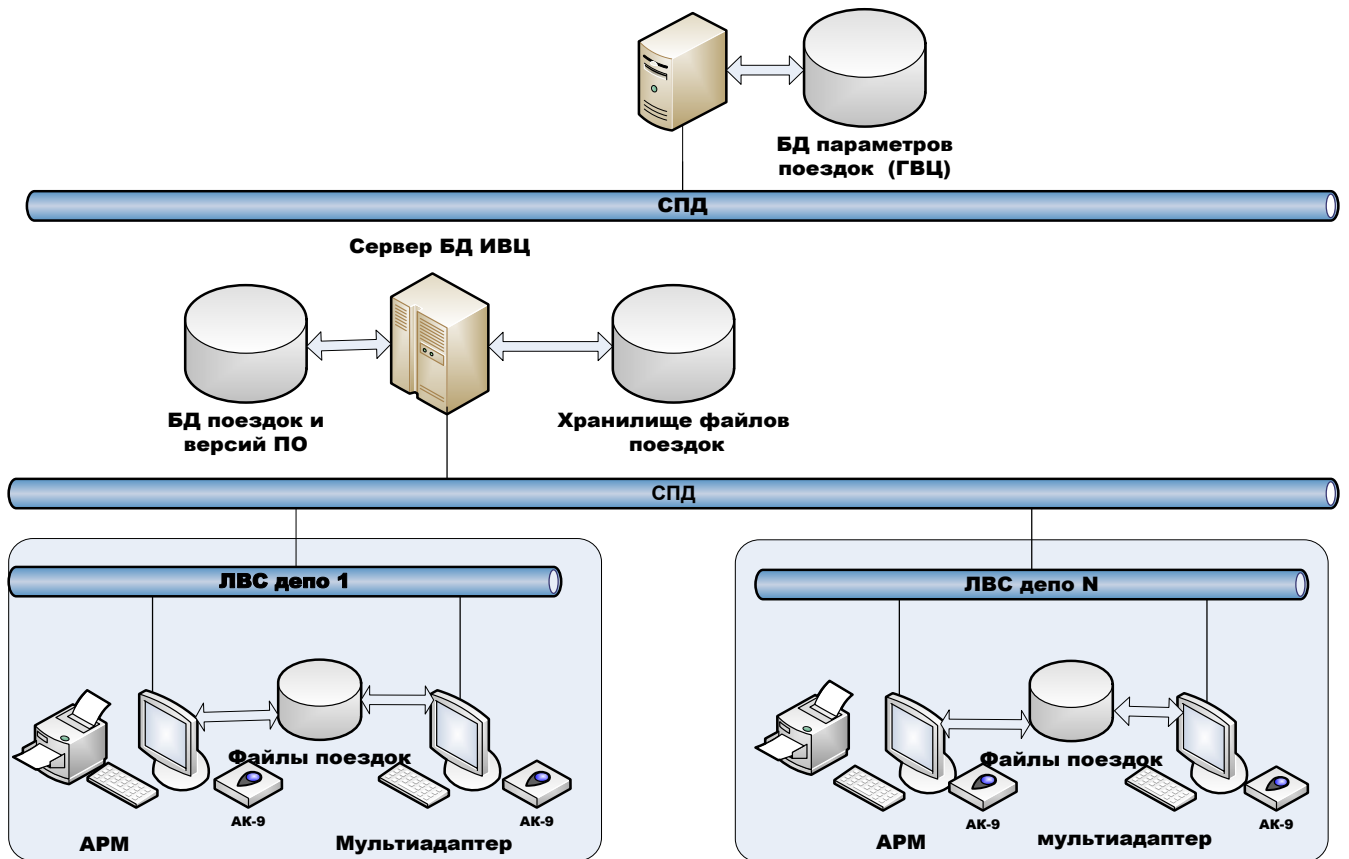 БД параметров
поездок (ГВЦ)
СПД
Сервер БД ИВЦ
БД поездок и
версий ПО
Хранилище файлов
поездок
СПД
ЛВС депо 1
Файлы поездок
АК-9
АК-9
АРМ
Мультиадаптер
ЛВС депо N
Файлы поездок
АК-9
АК-9
АРМ
мультиадаптер